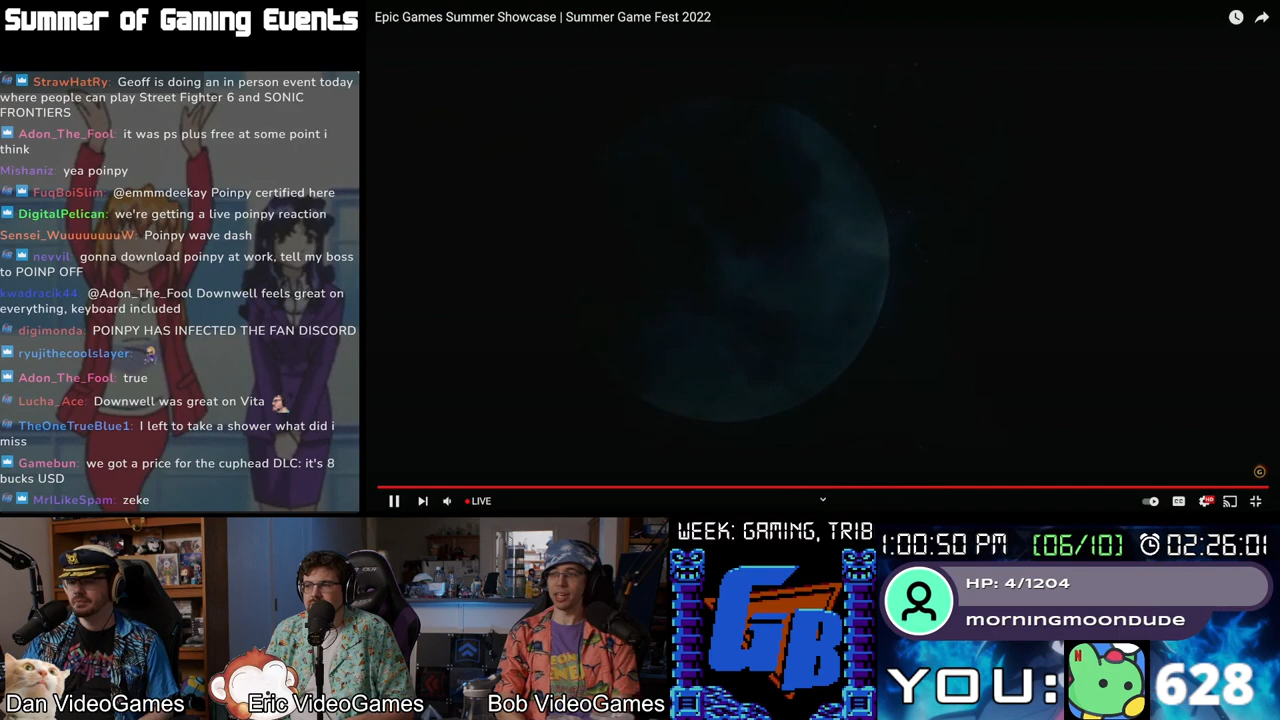 Summer of Gaming Events
Epic Games Summer Showcase | Summer Game Fest 2022
StrawHatRy: Geoff is doing an in person event today
where people can play Street Fighter 6 and SONIC
FRONTIERS
Adon_The_Fool: it was ps plus free at some point i
think
Mishaniz: yea poinpy
FuqBoiSlim: @emmmdeekay Poinpy certified here
DigitalPelican: we're getting a live poinpy reaction
Sensei_WuuuuuuuuW: Poinpy wave dash
nevvil: gonna download poinpy at work, tell my boss
to POINP OFF
kwadracik44: @Adon_The_Fool Downwell feels great on
everything, keyboard included
digimonda: POINPY HAS INFECTED THE FAN DISCORD
ryujithecoolslayer:
Adon_The_Fool: true
Lucha_Ace: Downwell was great on Vita
TheOneTrueBlue1: I left to take a shower what did i
miss
Gamebun: we got a price for the cuphead DLC: it's 8
bucks USD
MrILikeSpam: zeke
LIVE
CC
HD
WEEK: GAMING, TRIB
1:00:50 PM [06/10] 02:26:01
HP: 4/1204
morningmoondude
GB
YOU: 628
Dan VideoGames
Eric VideoGames
Bob VideoGames